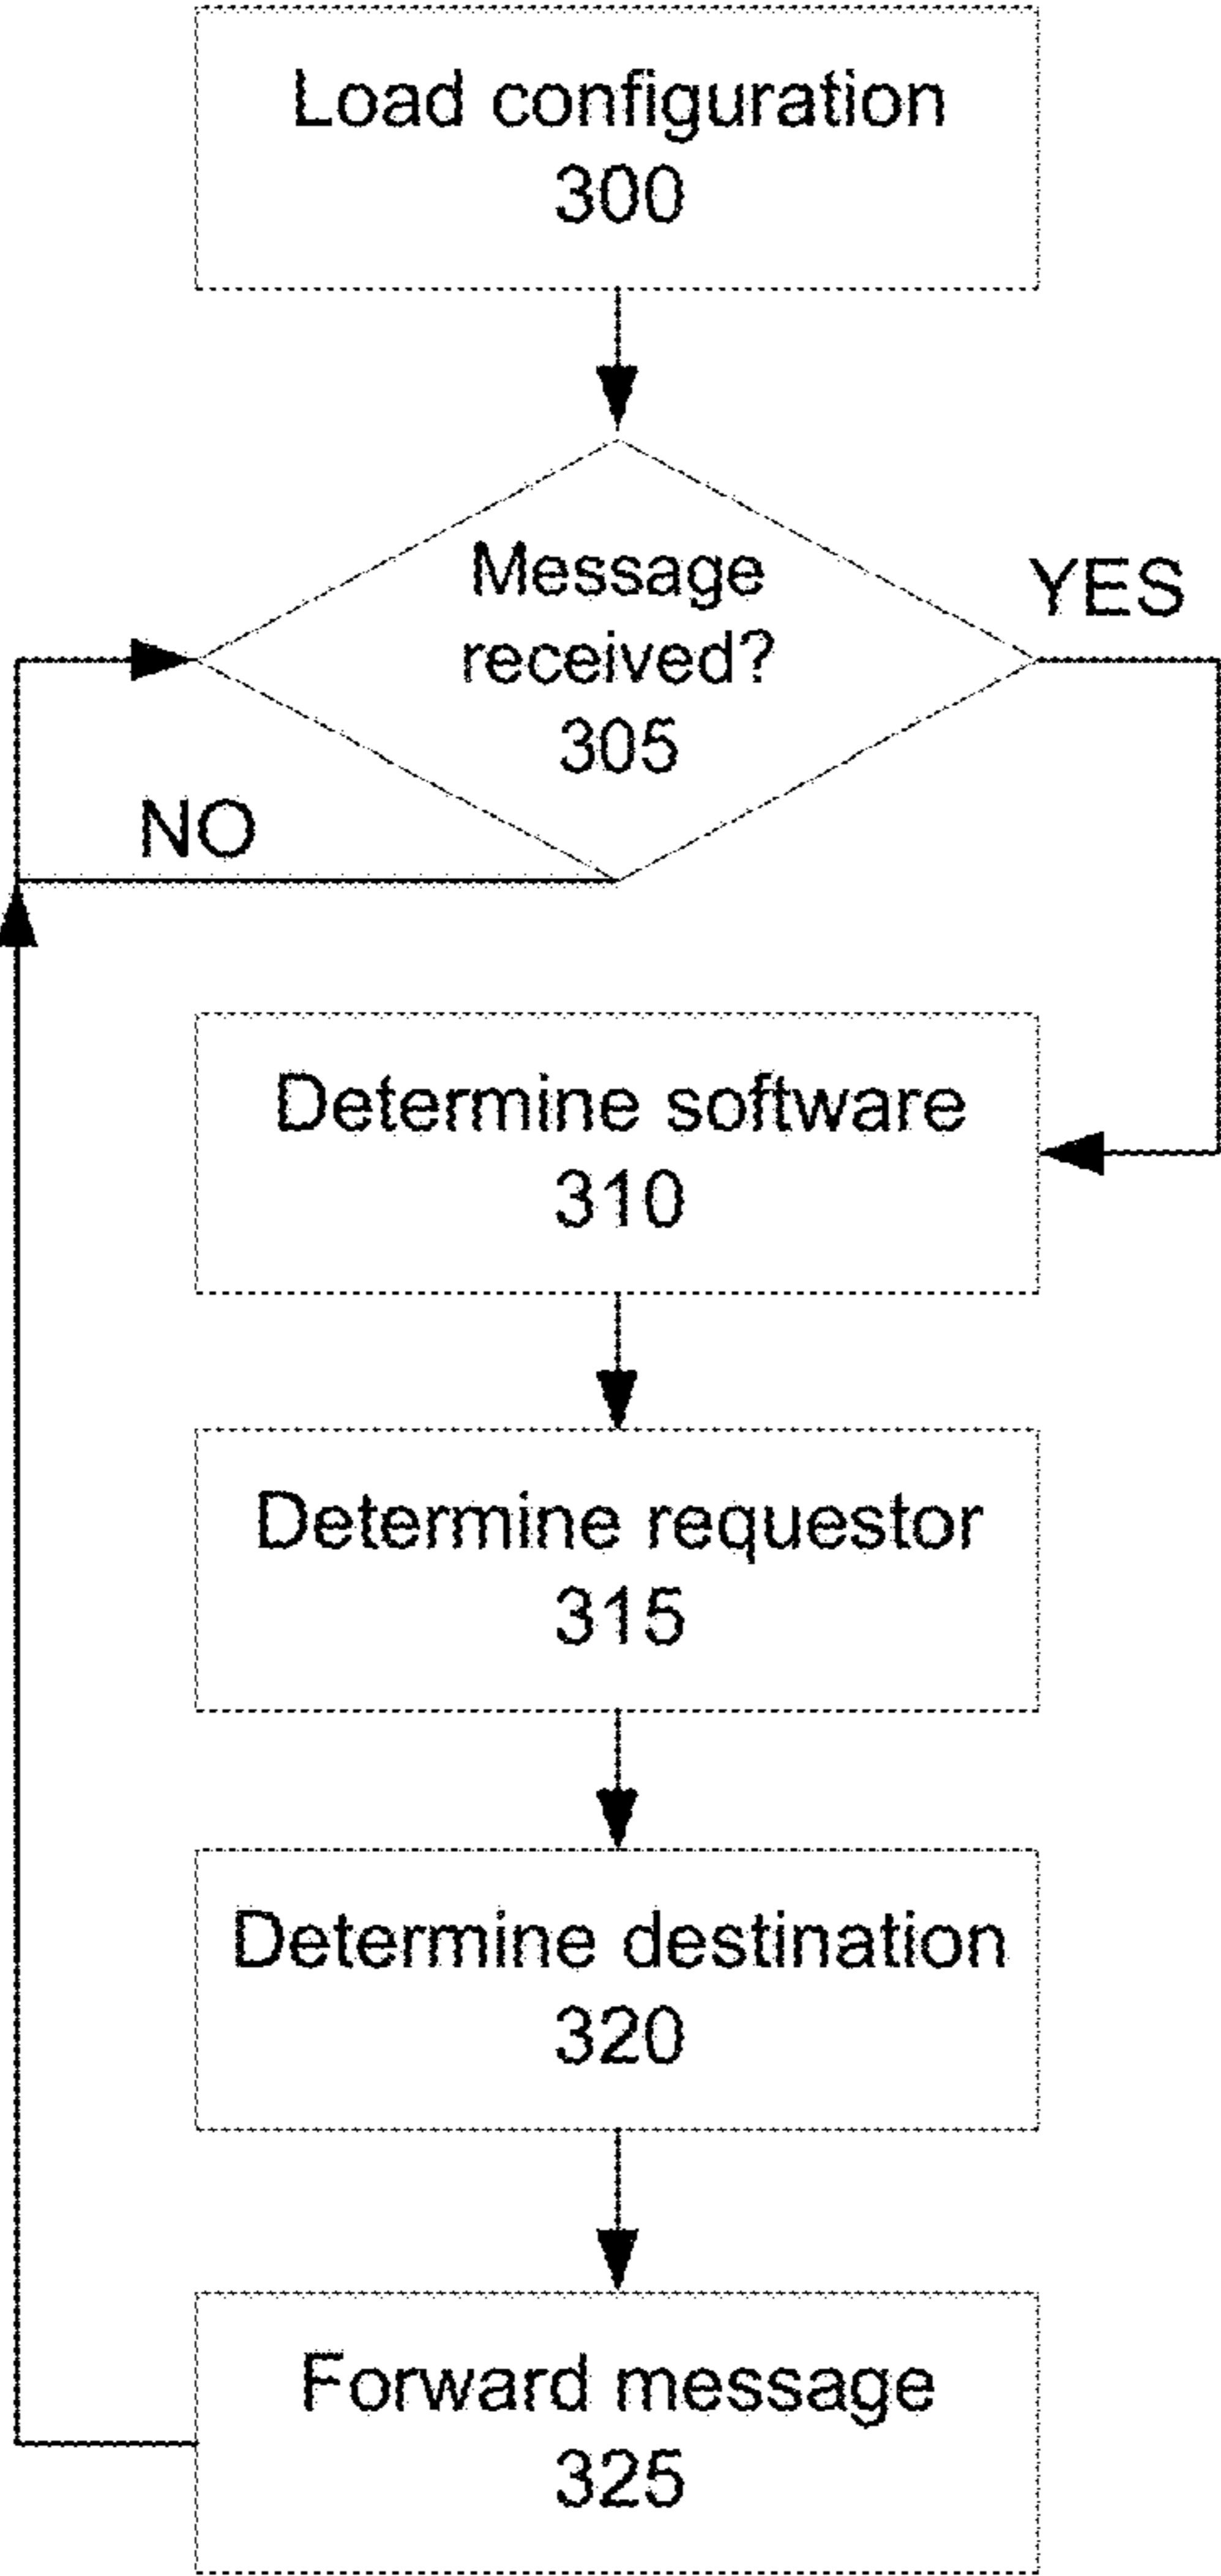 Load configuration
300
Message
received?
305
YES
NO
Determine software
310
Determine requestor
315
Determine destination
320
Forward message
325